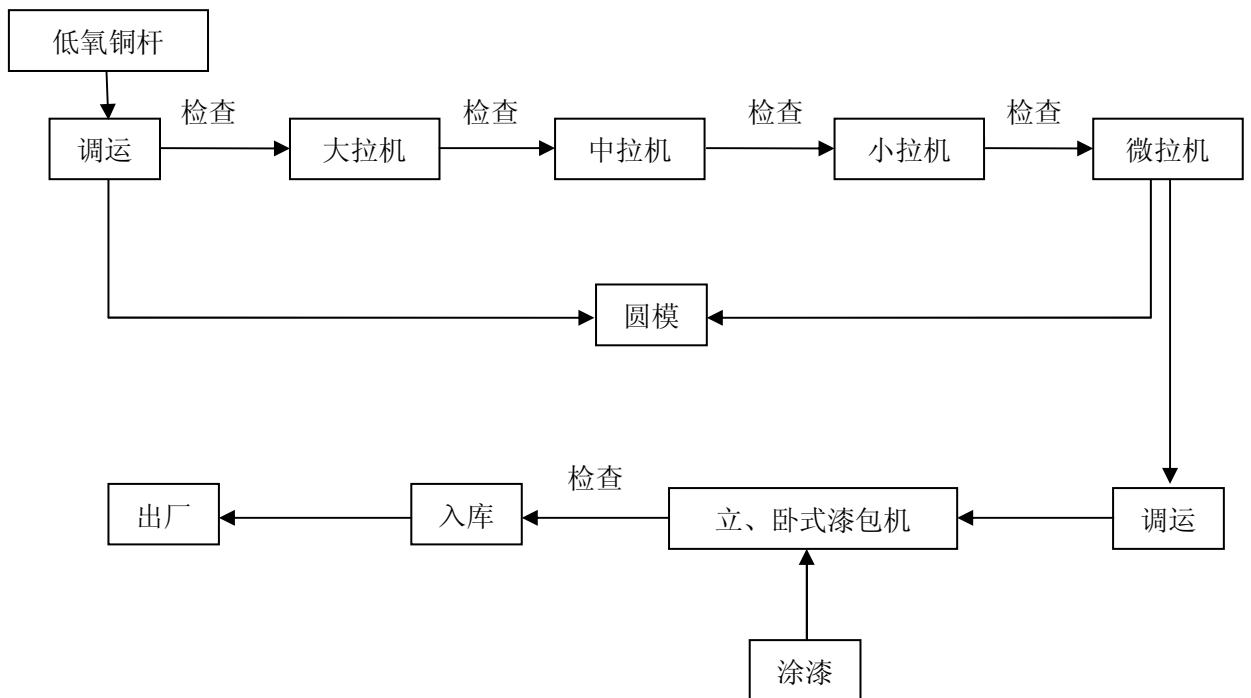 低氧铜杆
检查
检查
检查
检查
调运
大拉机
中拉机
小拉机
微拉机
圆模
检查
出厂
入库
立、卧式漆包机
调运
涂漆